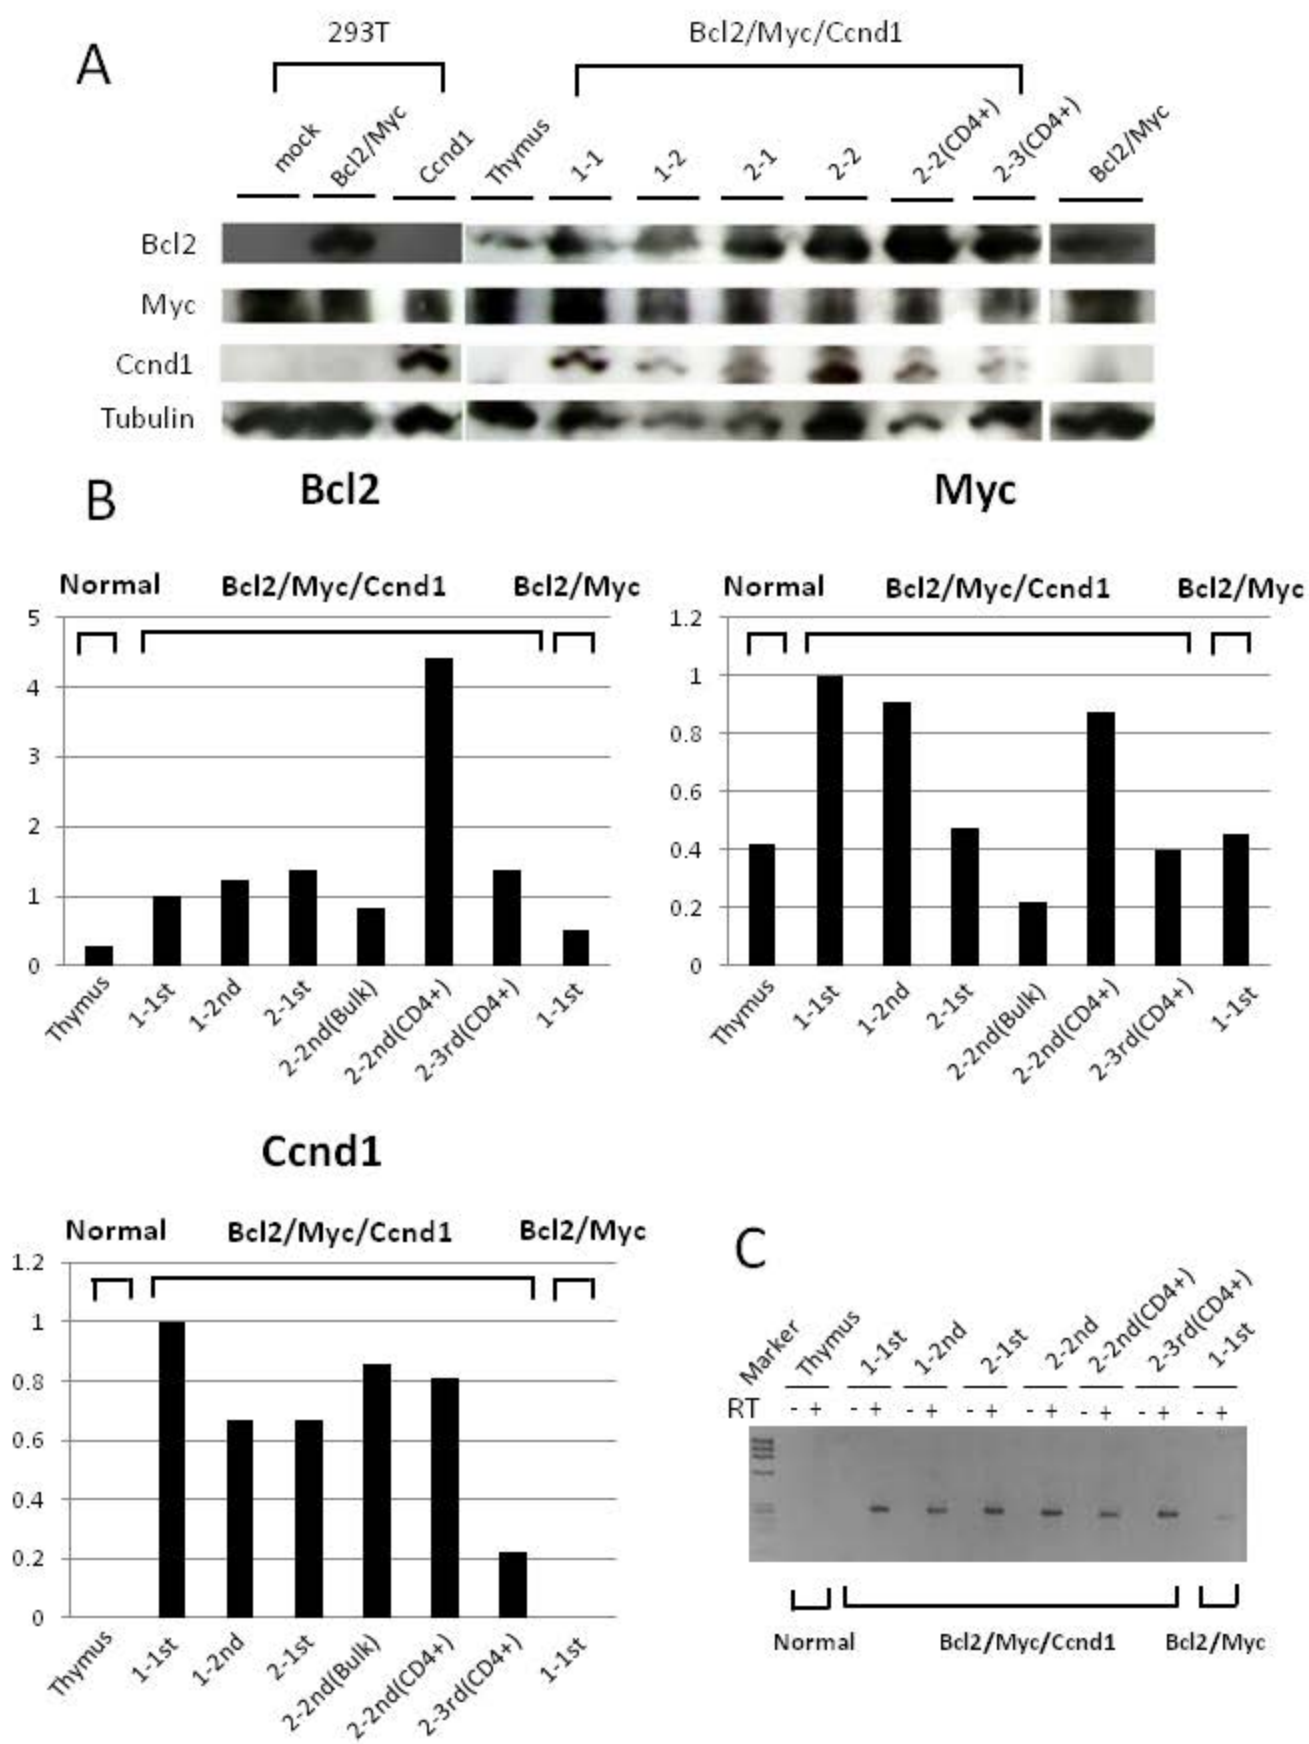 A
293T
Bcl2/Myc/Ccnd1
mock
Bcl2/Myc
Ccnd1
Thymus
1-1
1-2
2-1
2-2
2-2(CD4+)
2-3(CD4+)
Bcl2/Myc
Bcl2
Myc
Ccnd1
Tubulin
B
Bcl2
Normal
Bcl2/Myc/Ccnd1
Bcl2/Myc
5
4
3
2
1
0
Thymus
1-1st
1-2nd
2-1st
2-2nd(Bulk)
2-2nd(CD4+)
2-3rd(CD4+)
1-1st
Myc
Normal
Bcl2/Myc/Ccnd1
Bcl2/Myc
1.2
1
0.8
0.6
0.4
0.2
0
Thymus
1-1st
1-2nd
2-1st
2-2nd(Bulk)
2-2nd(CD4+)
2-3rd(CD4+)
1-1st
Ccnd1
Normal
Bcl2/Myc/Ccnd1
Bcl2/Myc
1.2
1
0.8
0.6
0.4
0.2
0
Thymus
1-1st
1-2nd
2-1st
2-2nd(Bulk)
2-2nd(CD4+)
2-3rd(CD4+)
1-1st
C
Marker
Thymus
1-1st
1-2nd
2-1st
2-2nd
2-2nd(CD4+)
2-3rd(CD4+)
1-1st
RT - + - + - + - + - + - + - + - +
Normal
Bcl2/Myc/Ccnd1
Bcl2/Myc